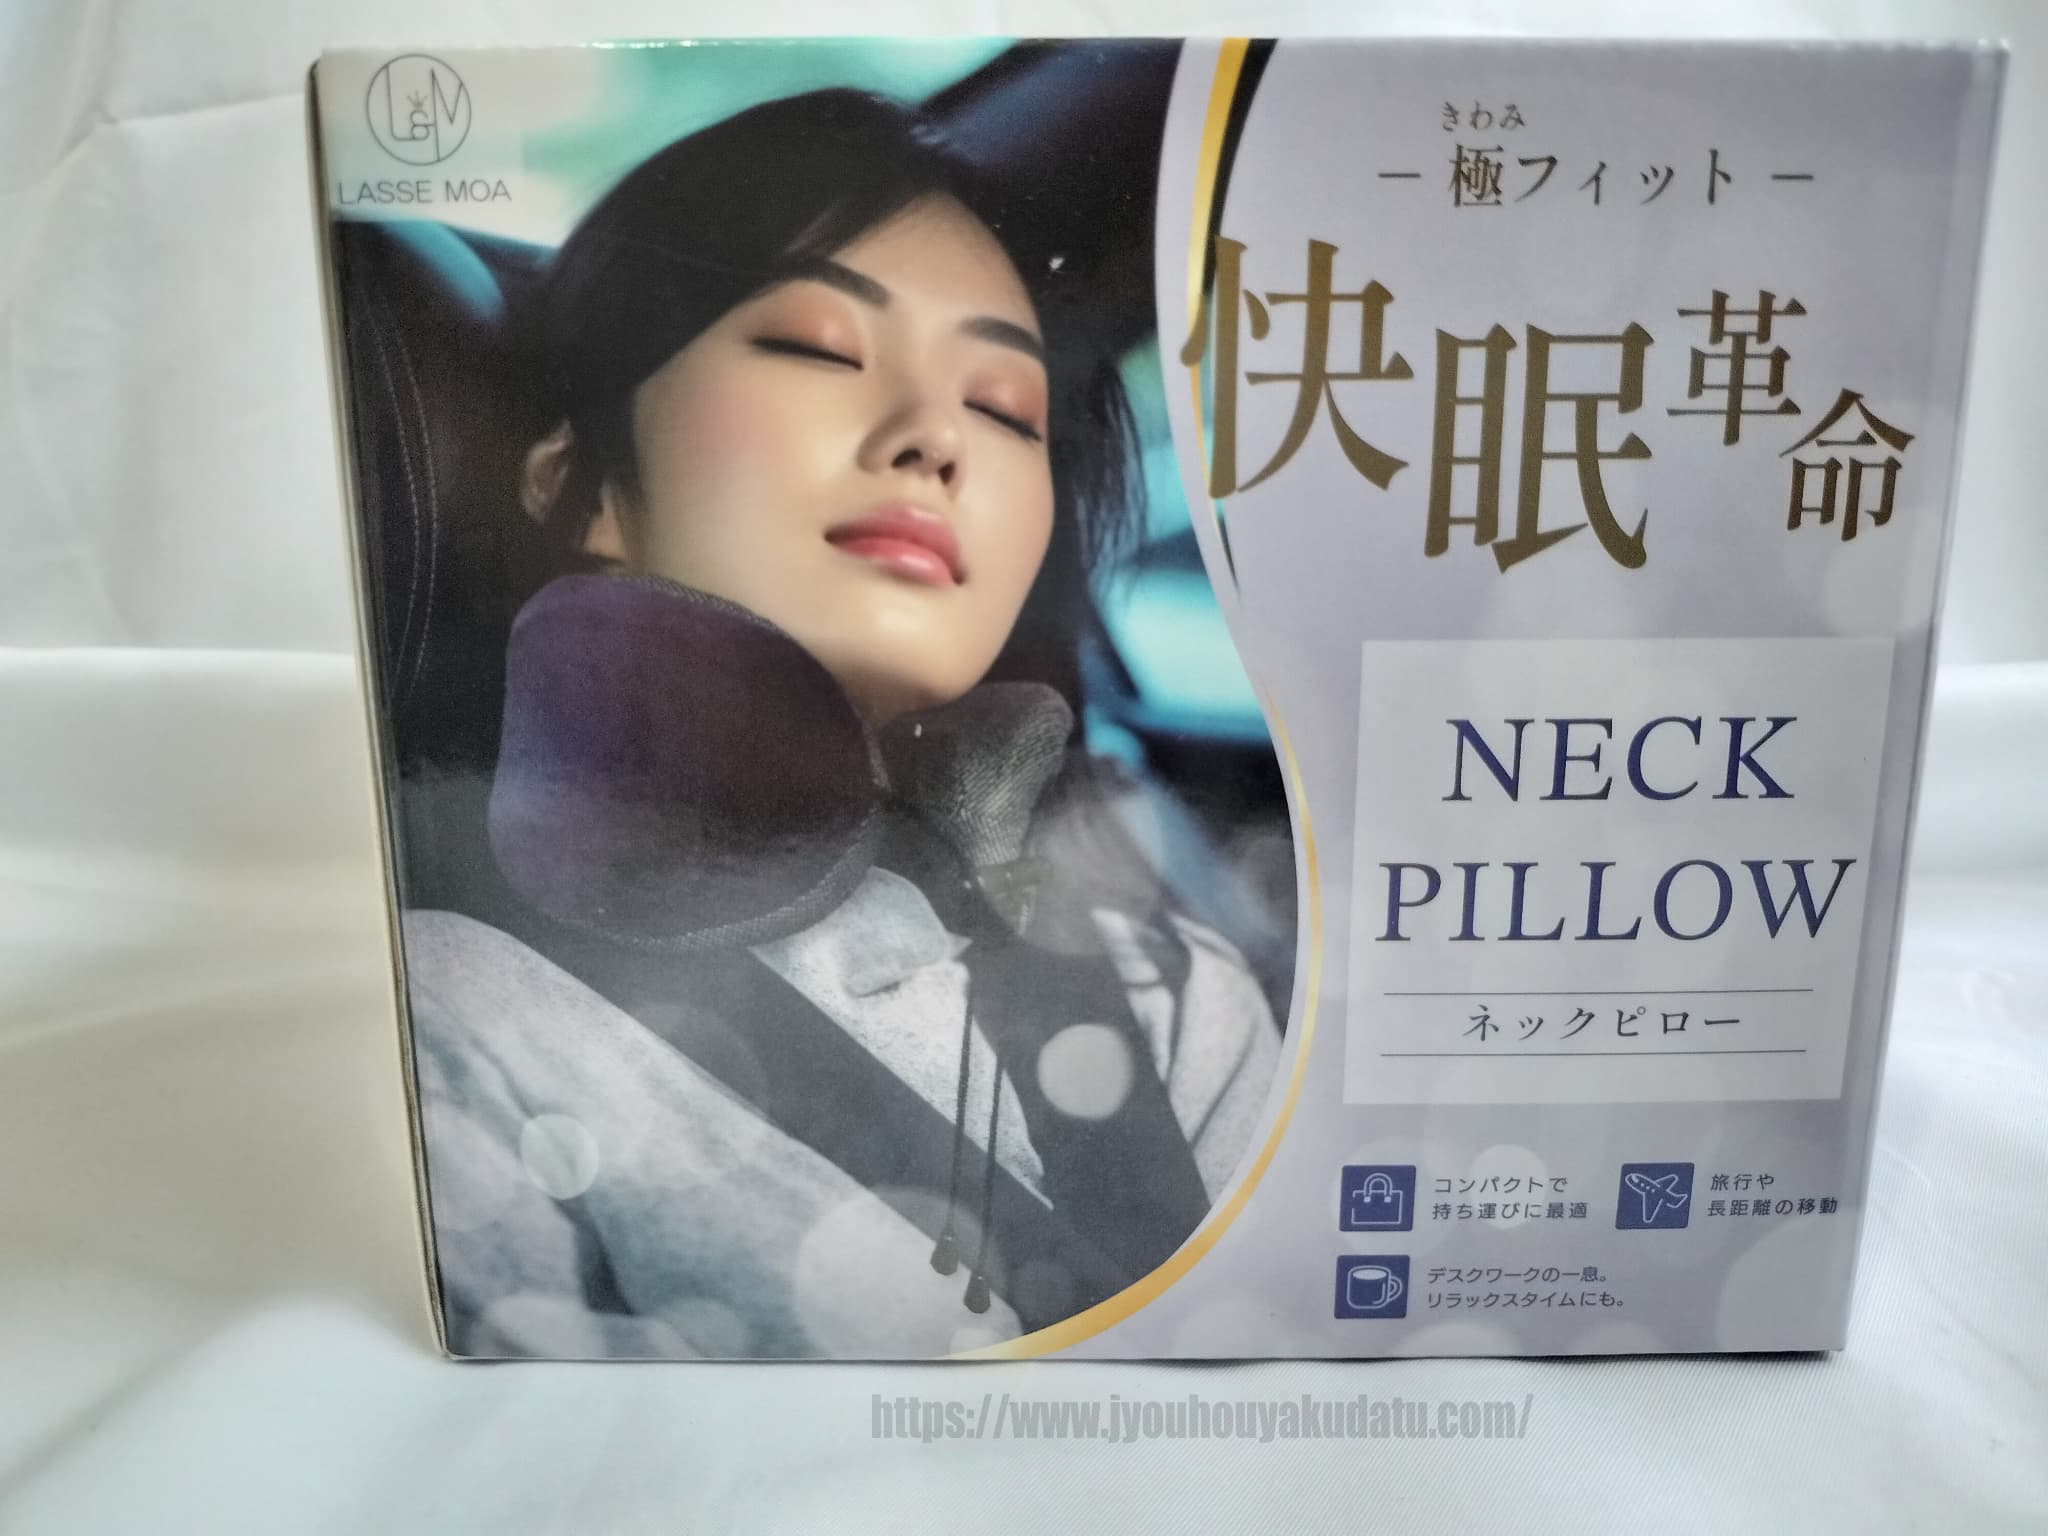 L&M
LASSE MOA
きわみ
－極フィット－
快眠革命
NECK
PILLOW
ネックピロー
コンパクトで
持ち運びに最適
旅行や
長距離の移動
デスクワークの一息。
リラックスタイムにも。
https://www.jyouhouyakudatu.com/